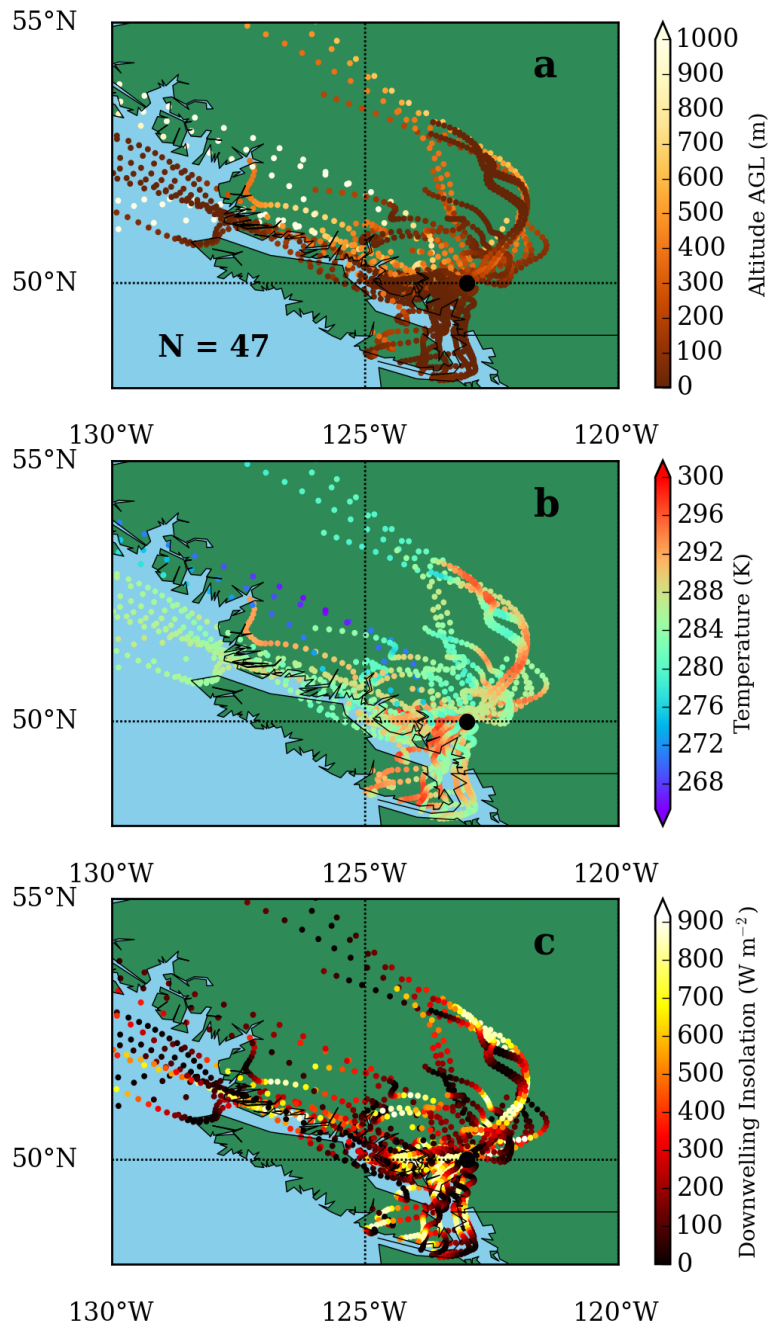 55°N
a
50°N
N = 47
130°W
125°W
120°W
1000
900
800
700
600
500
400
300
200
100
0
Altitude AGL (m)
55°N
b
50°N
130°W
125°W
120°W
300
296
292
288
284
280
276
272
268
Temperature (K)
55°N
c
50°N
130°W
125°W
120°W
900
800
700
600
500
400
300
200
100
0
Downwelling Insolation (W m⁻²)